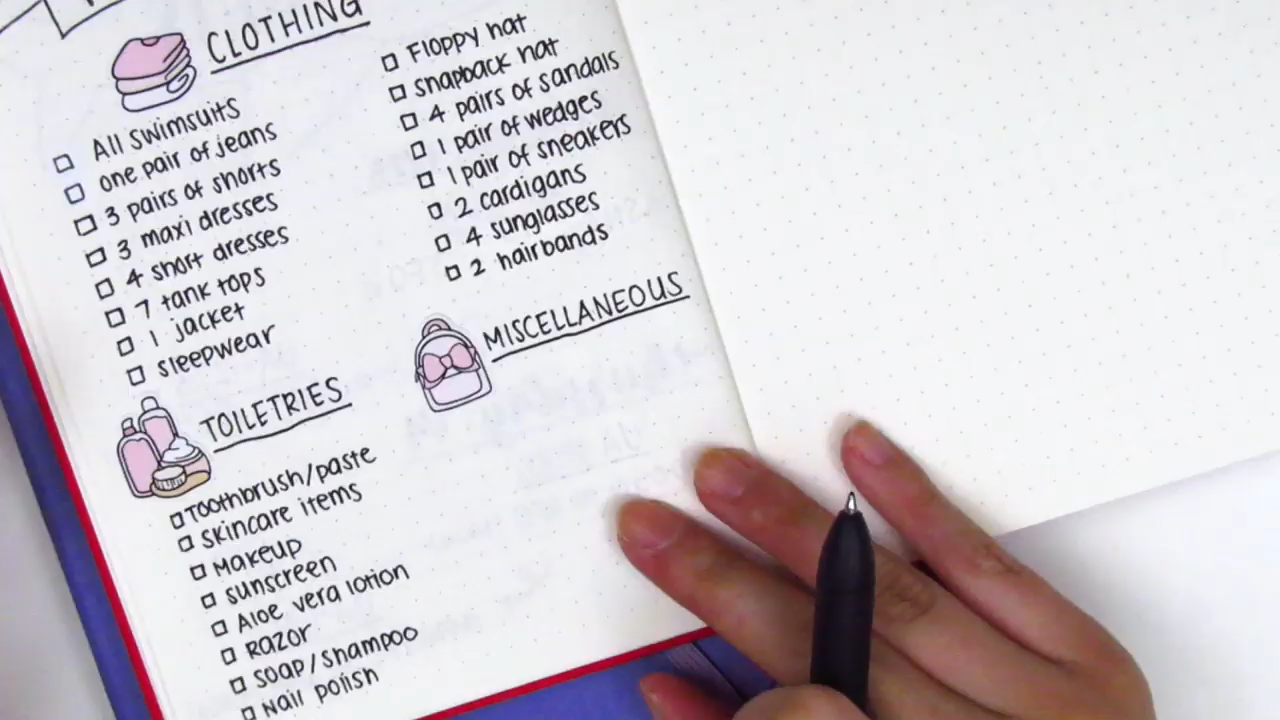 CLOTHING
All swimsuits
one pair of jeans
3 pairs of shorts
3 maxi dresses
4 short dresses
7 tank tops
1 jacket
sleepwear
Floppy hat
snapback hat
4 pairs of sandals
1 pair of wedges
1 pair of sneakers
2 cardigans
4 sunglasses
2 hairbands
TOILETRIES
Toothbrush/paste
skincare items
Makeup
sunscreen
Aloe vera lotion
Razor
soap/shampoo
Nail polish
MISCELLANEOUS